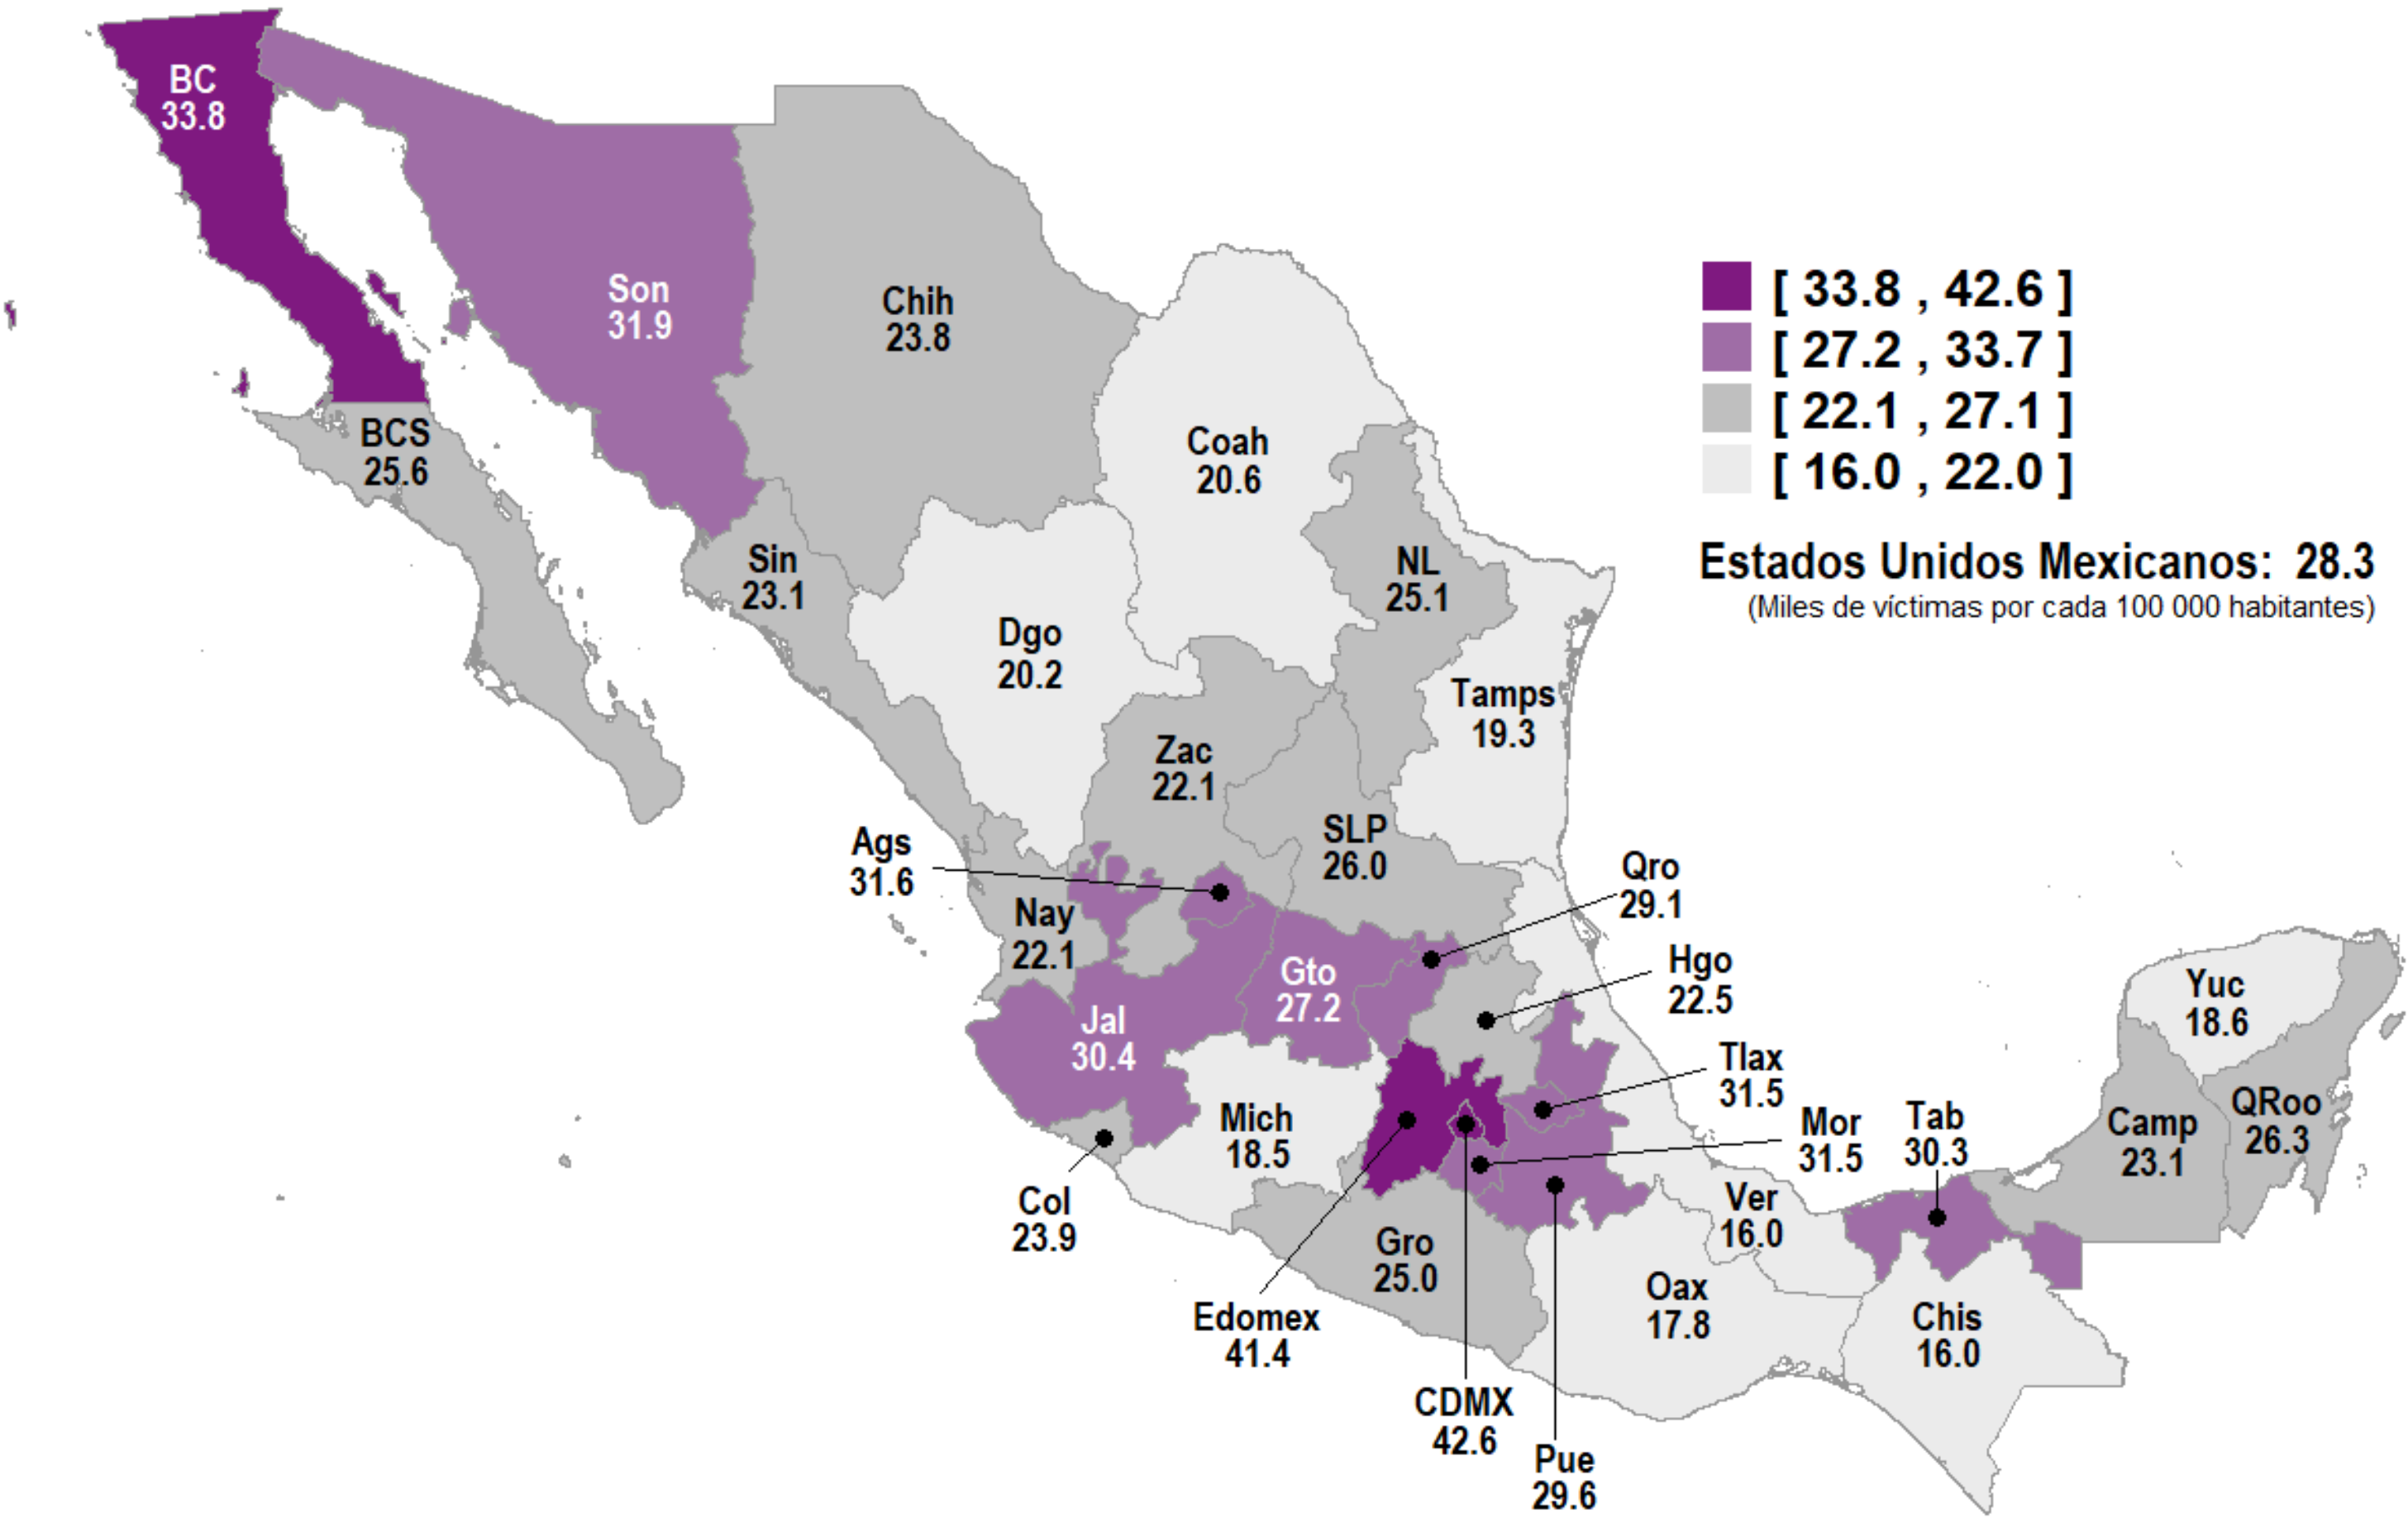 BC
33.8
Son
31.9
Chih
23.8
[ 33.8 , 42.6 ]
[ 27.2 , 33.7 ]
[ 22.1 , 27.1 ]
[ 16.0 , 22.0 ]
Estados Unidos Mexicanos: 28.3
(Miles de víctimas por cada 100 000 habitantes)
BCS
25.6
Coah
20.6
Sin
23.1
NL
25.1
Dgo
20.2
Tamps
19.3
Zac
22.1
SLP
26.0
Ags
31.6
Qro
29.1
Nay
22.1
Gto
27.2
Hgo
22.5
Yuc
18.6
Jal
30.4
Tlax
31.5
Mich
18.5
Mor
31.5
Tab
30.3
Camp
23.1
QRoo
26.3
Col
23.9
Ver
16.0
Gro
25.0
Oax
17.8
Edomex
41.4
Chis
16.0
CDMX
42.6
Pue
29.6